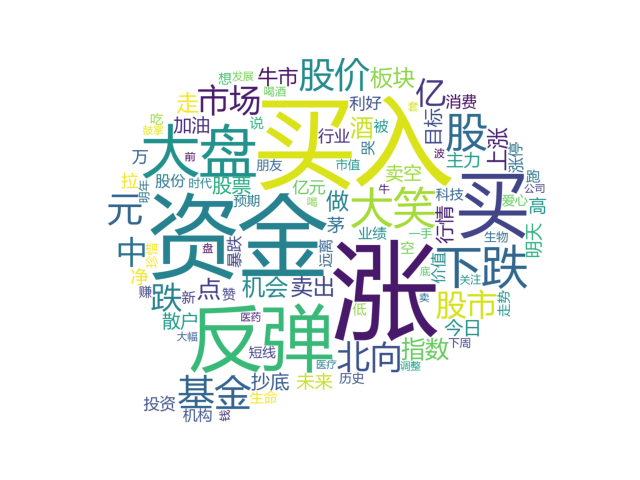 想 发展
喝酒
牛市
股价
板块
走
市场
利好
亿
消费
套
吃
鼓掌
加油
说
买入
酒
被
目标
股
万
前
大盘
行业
哭
上涨
涨停
波
拉
朋友
市值
卖空
主力
跑
明年
股份
时代
股票
亿元
做
大笑
牛
科技
买
公司
爱心
元
预期
喝
茅
行情
高
中
资金
业绩
一手
生物
明天
净
暴跌
远离
空
价值
下跌
盘
涨
底
关注
赚
新
跌
点
赞
机会
卖出
低
卖
股市
走势
散户
反弹
医药
今日
大幅
短线
北向
指数
下周
基金
抄底
医疗
未来
历史
调整
投资
机构
钱
生命